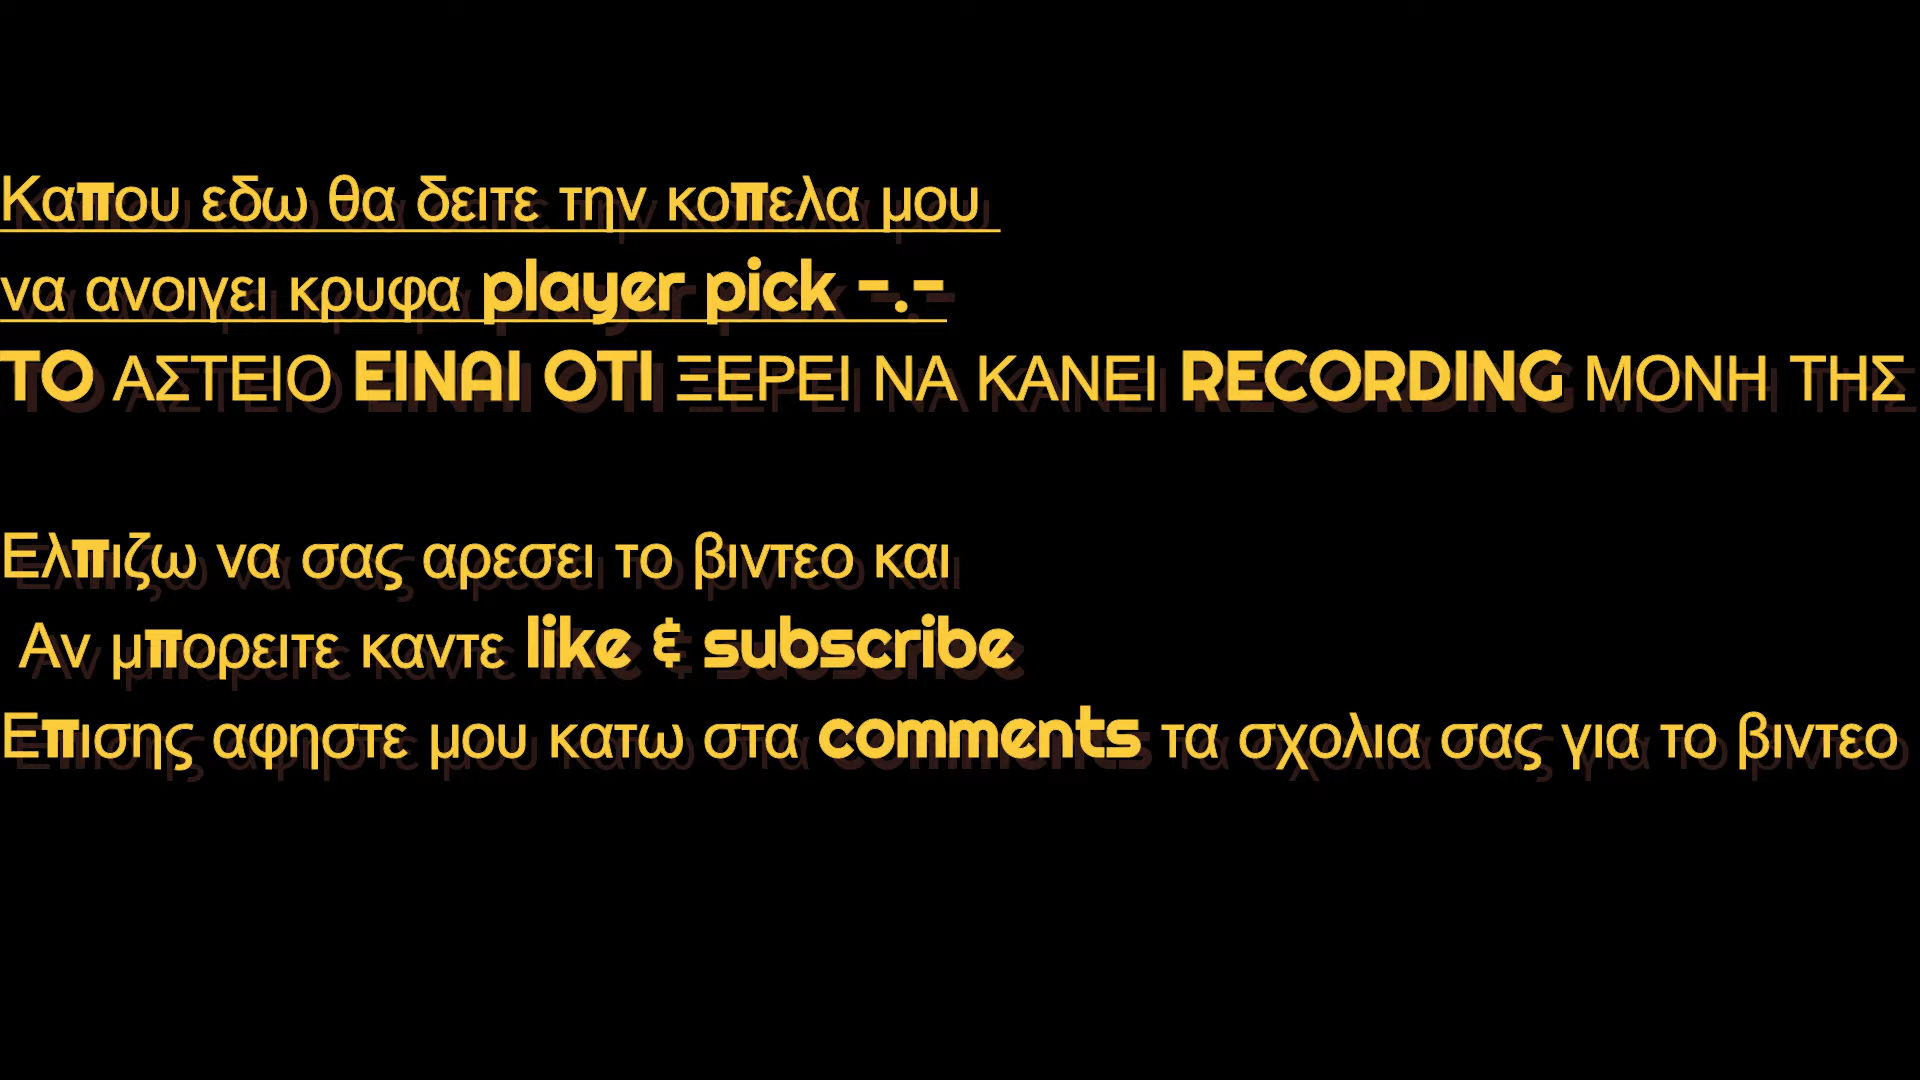 Καπου εδω θα δειτε την κοπελα μου
να ανοιγει κρυφα player pick -.-
ΤΟ ΑΣΤΕΙΟ ΕΙΝΑΙ ΟΤΙ ΞΕΡΕΙ ΝΑ ΚΑΝΕΙ RECORDING ΜΟΝΗ ΤΗΣ
Ελπιζω να σας αρεσει το βιντεο και
Αν μπορειτε καντε like & subscribe
Επισης αφηστε μου κατω στα comments τα σχολια σας για το βιντεο